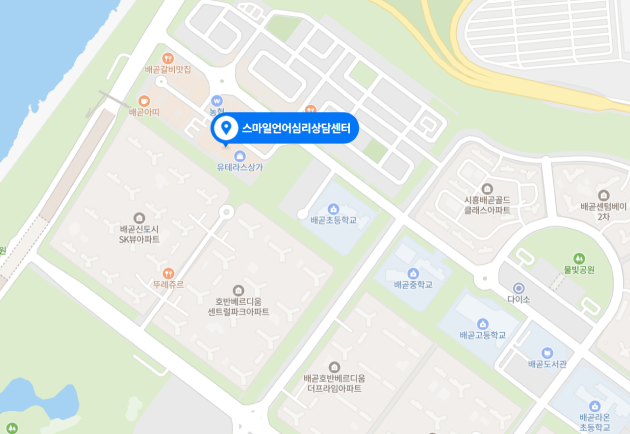 배곧갈비맛집
배곧아띠
농협
스마일언어심리상담센터
유테라스상가
배곧초등학교
시흥배곧골드
클래스아파트
배곧센텀베이
2차
배곧신도시
SK뷰아파트
물빛공원
배곧중학교
뚜레쥬르
다이소
호반베르디움
센트럴파크아파트
배곧고등학교
배곧도서관
배곧호반베르디움
더프라임아파트
배곧라온
초등학교
원